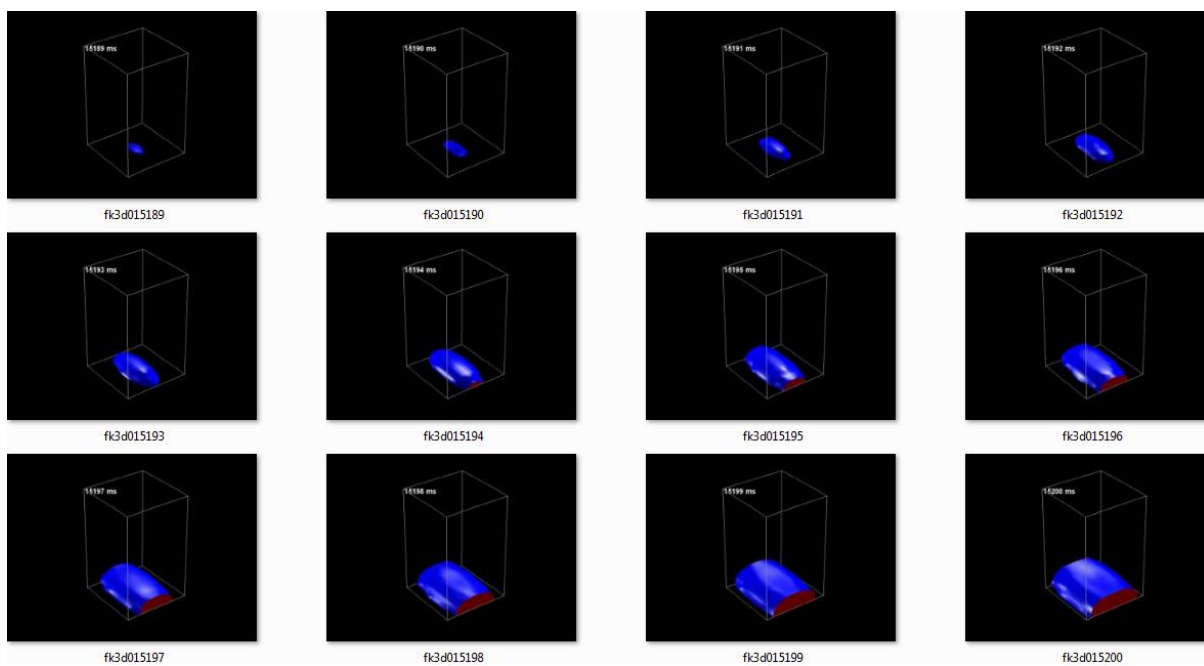 15189 ms
15190 ms
15191 ms
15192 ms
fk3d015189
fk3d015190
fk3d015191
fk3d015192
15193 ms
15194 ms
15195 ms
15196 ms
fk3d015193
fk3d015194
fk3d015195
fk3d015196
15197 ms
15198 ms
15199 ms
15200 ms
fk3d015197
fk3d015198
fk3d015199
fk3d015200